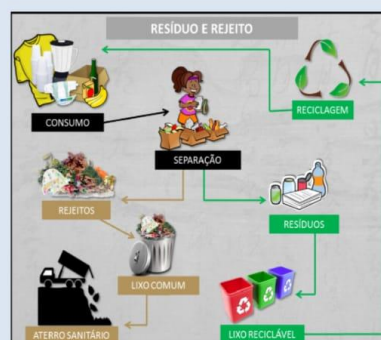 RESÍDUO E REJEITO
CONSUMO
RECICLAGEM
SEPARAÇÃO
REJEITOS
RESÍDUOS
LIXO COMUM
ATERRO SANITÁRIO
LIXO RECICLÁVEL